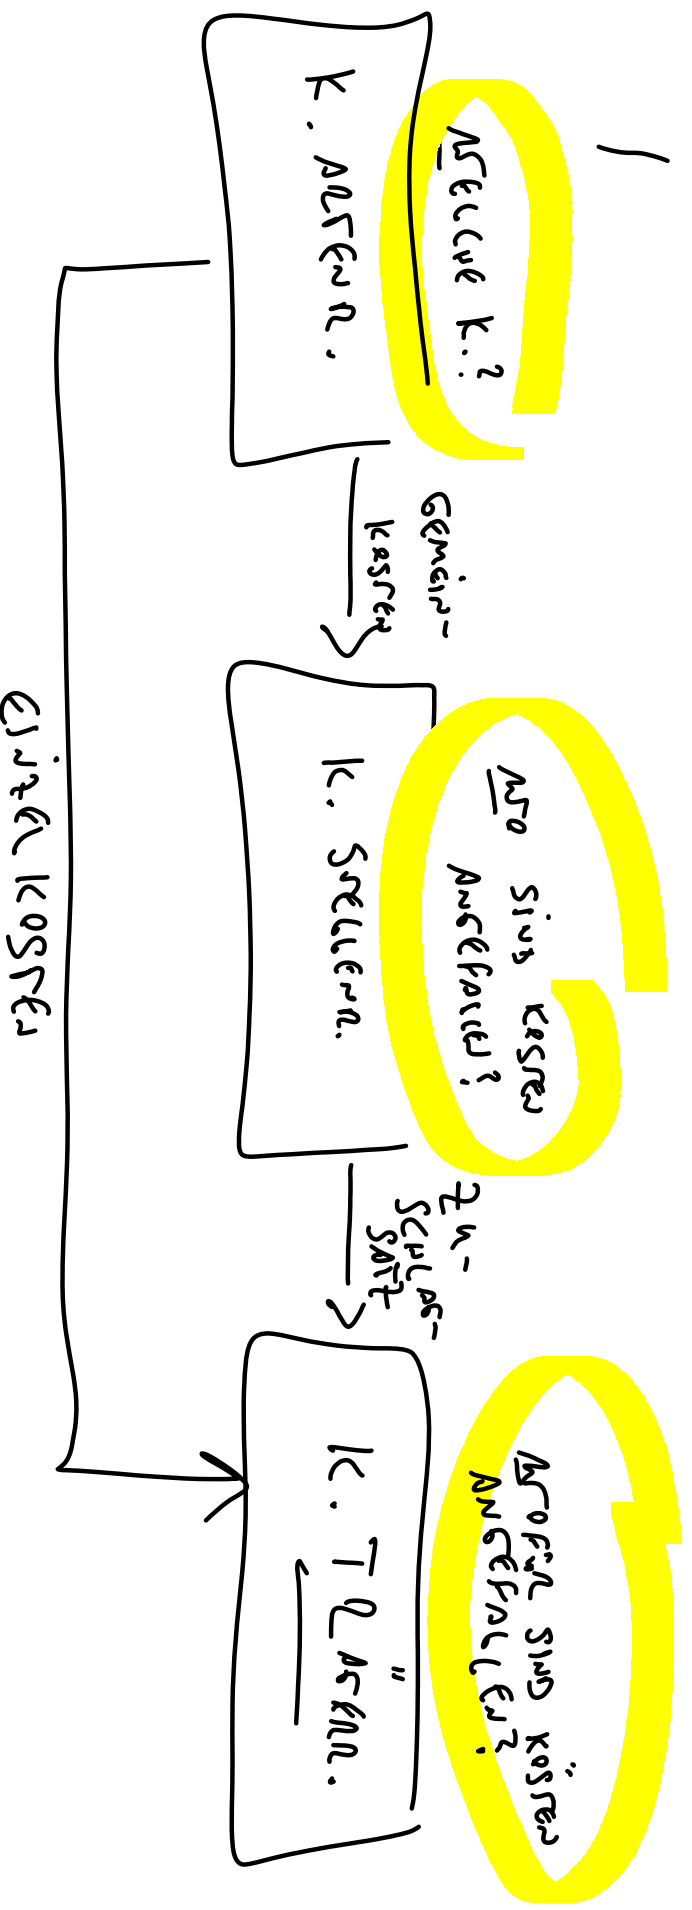 WELCHE K.?
K. ARTENR.
GEMEIN-
KOSTEN
WO SIND KOSTEN
ANGEFALLEN?
K. STELLENR.
ZU-
SCHLAG-
SATZ
WOFÜR SIND KOSTEN
ANGEFALLEN?
K. TRÄGERR.
EINZELKOSTEN